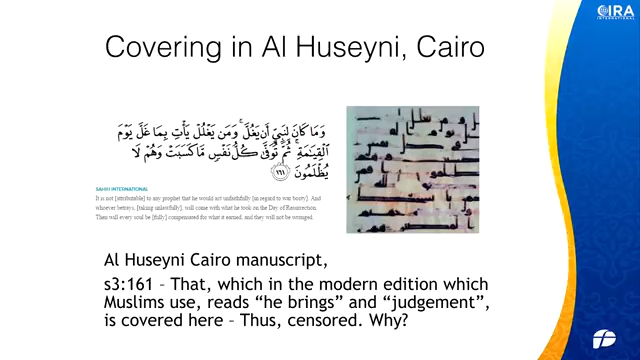 CIRA
INTERNATIONAL
Covering in Al Huseyni, Cairo
وَمَا كَانَ لِنَبِيٍّ أَن يَغُلَّ ۚ وَمَن يَغْلُلْ يَأْتِ بِمَا غَلَّ يَوْمَ
ٱلْقِيَـٰمَةِ ۚ ثُمَّ تُوَفَّىٰ كُلُّ نَفْسٍ مَّا كَسَبَتْ وَهُمْ لَا
يُظْلَمُونَ ١٦١
SAHIH INTERNATIONAL
It is not [attributable] to any prophet that he would act unfaithfully [in regard to war booty]. And
whoever betrays, [taking unlawfully], will come with what he took on the Day of Resurrection.
Then will every soul be [fully] compensated for what it earned, and they will not be wronged.
Al Huseyni Cairo manuscript,
s3:161 – That, which in the modern edition which
Muslims use, reads “he brings” and “judgement”,
is covered here – Thus, censored. Why?